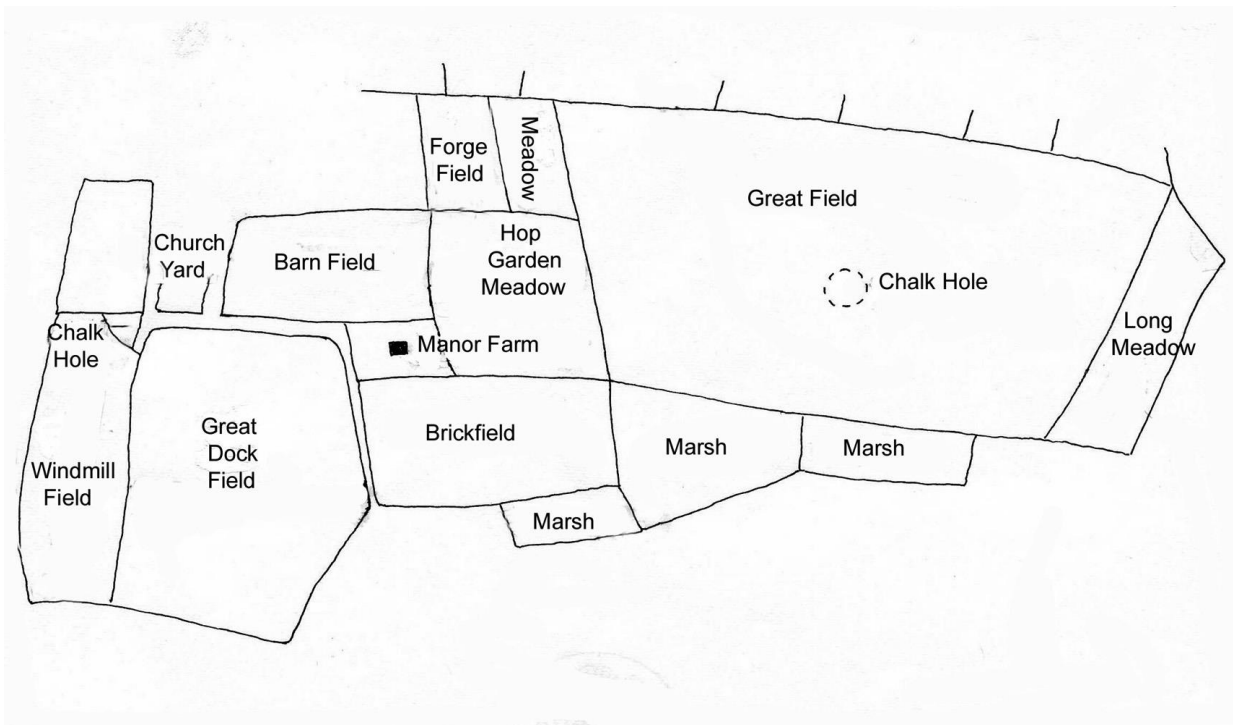 Meadow
Forge
Field
Great Field
Church
Yard
Barn Field
Hop
Garden
Meadow
Chalk Hole
Chalk
Hole
Manor Farm
Long
Meadow
Great
Dock
Field
Brickfield
Marsh
Marsh
Windmill
Field
Marsh